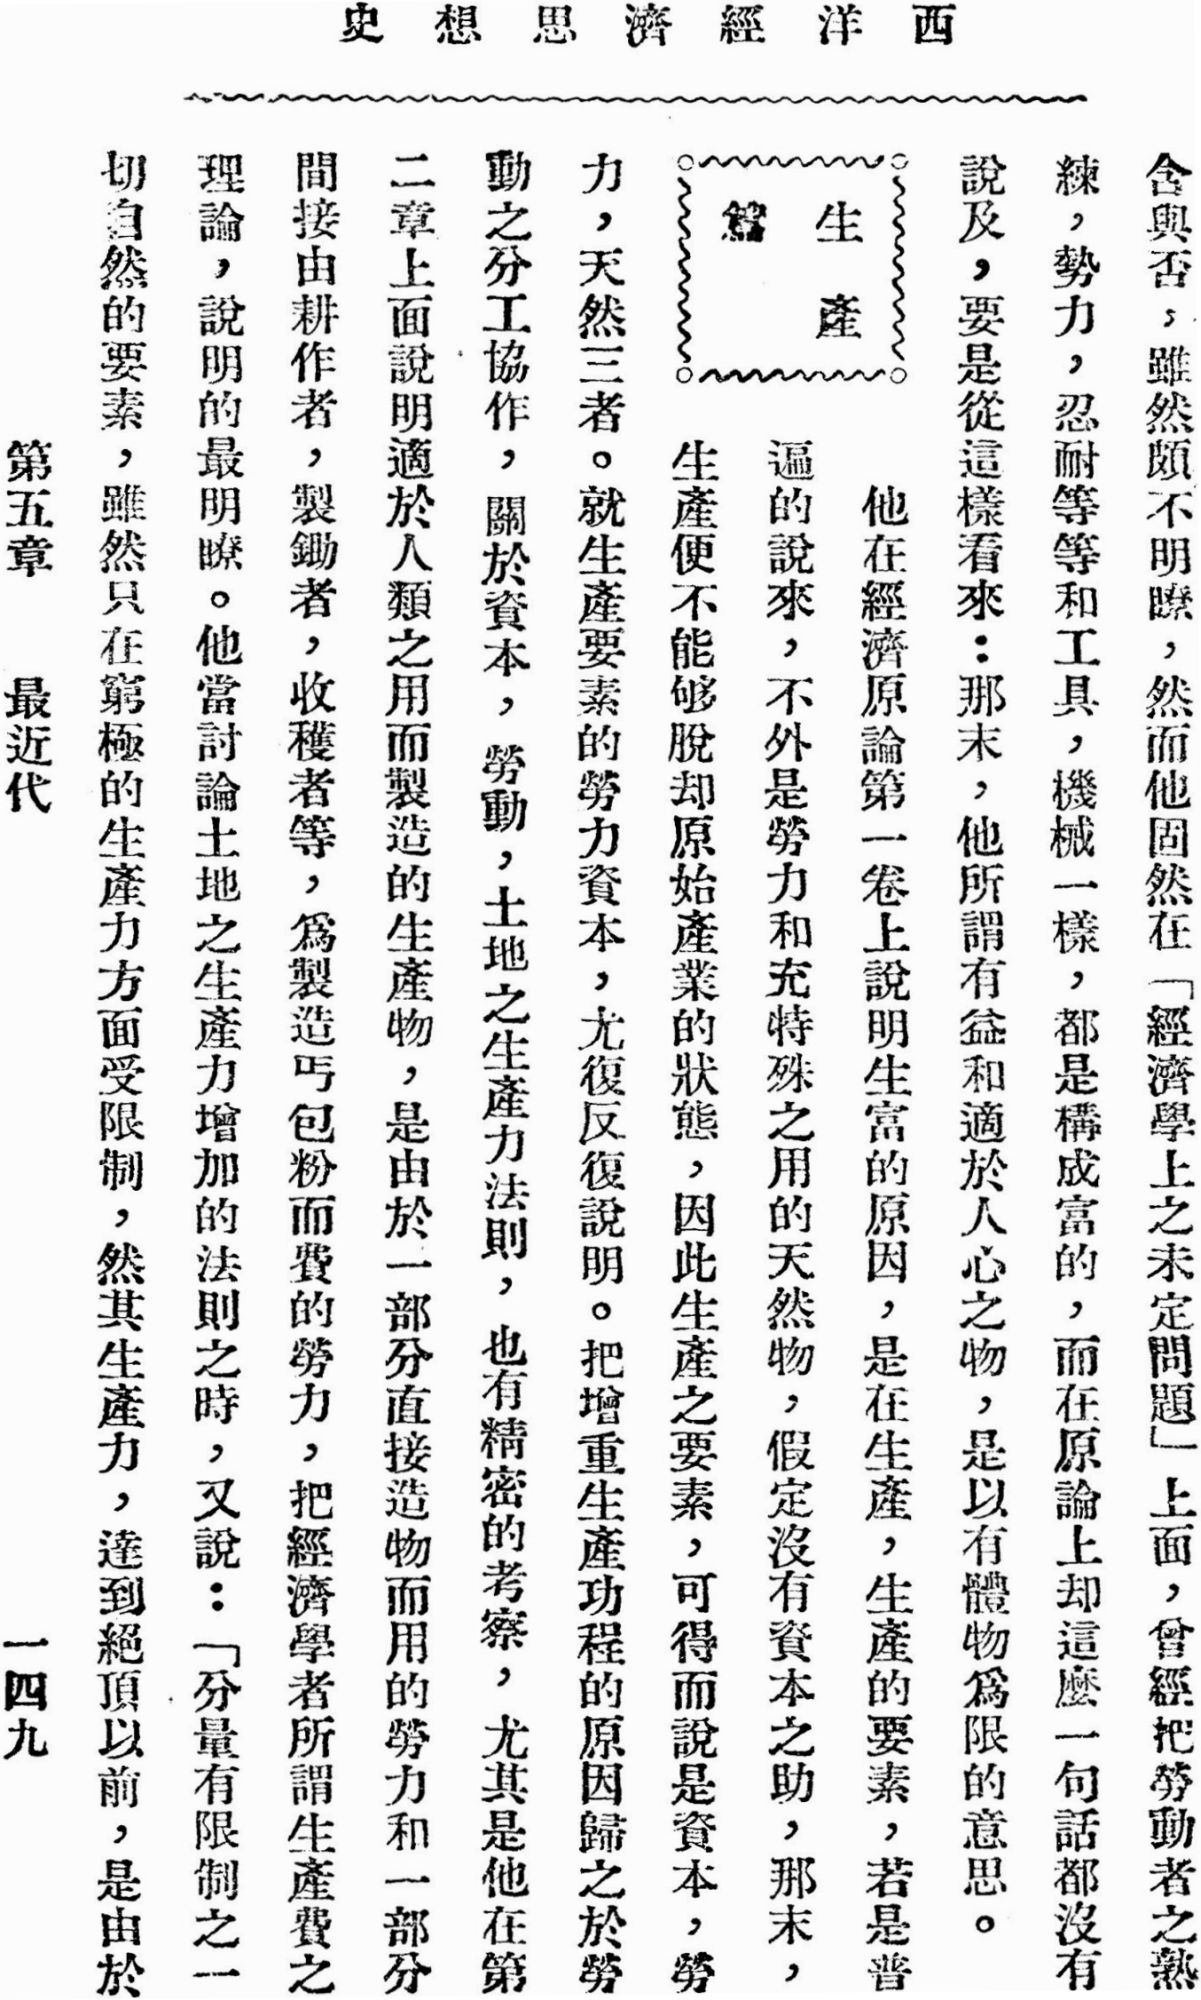 西洋經濟思想史
含與否，雖然頗不明瞭，然而他固然在「經濟學上之未定問題」上面，曾經把勞動者之熟
練，勢力，忍耐等等和工具，機械一樣，都是構成富的，而在原論上却這麼一句話都沒有
說及，要是從這樣看來：那末，他所謂有益和適於人心之物，是以有體物爲限的意思。
生產
論
他在經濟原論第一卷上說明生富的原因，是在生產，生產的要素，若是普
遍的說來，不外是勞力和充特殊之用的天然物，假定沒有資本之助，那末，
生產便不能够脫却原始產業的狀態，因此生產之要素，可得而說是資本，勞
力，天然三者。就生產要素的勞力資本，尤復反復說明。把增重生產功程的原因歸之於勞
動之分工協作，關於資本，勞動，土地之生產力法則，也有精密的考察，尤其是他在第
二章上面說明適於人類之用而製造的生產物，是由於一部分直接造物而用的勞力和一部分
間接由耕作者，製鋤者，收穫者等，爲製造丐包粉而費的勞力，把經濟學者所謂生產費之
理論，說明的最明瞭。他當討論土地之生產力增加的法則之時，又說：「分量有限制之一
切自然的要素，雖然只在窮極的生產力方面受限制，然其生產力，達到絕頂以前，是由於
第五章　最近代
一四九